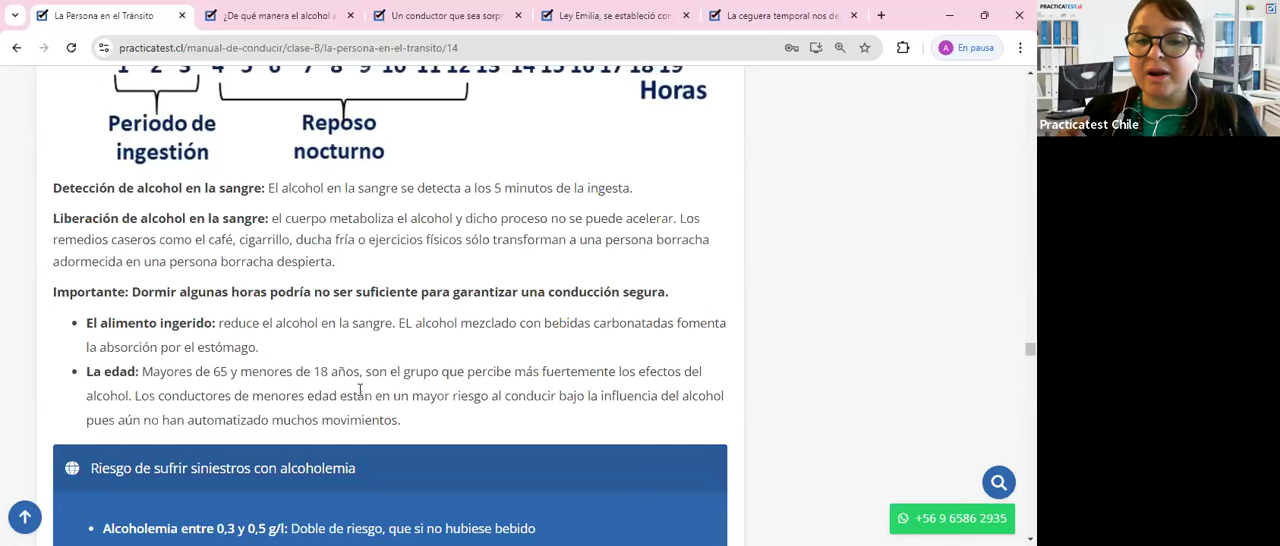 La Persona en el Tránsito
¿De qué manera el alcohol a
Un conductor que sea sorpr
Ley Emilia, se estableció con
La ceguera temporal nos de
practicatest.cl/manual-de-conducir/clase-B/la-persona-en-el-transito/14
A
En pausa
PRACTICATEST.cl
Practicatest Chile
1 2 3 4 5 6 7 8 9 10 11 12 13 14 15 16 17 18 19
Horas
Periodo de
ingestión
Reposo
nocturno
Detección de alcohol en la sangre: El alcohol en la sangre se detecta a los 5 minutos de la ingesta.
Liberación de alcohol en la sangre: el cuerpo metaboliza el alcohol y dicho proceso no se puede acelerar. Los
remedios caseros como el café, cigarrillo, ducha fría o ejercicios físicos sólo transforman a una persona borracha
adormecida en una persona borracha despierta.
Importante: Dormir algunas horas podría no ser suficiente para garantizar una conducción segura.
• El alimento ingerido: reduce el alcohol en la sangre. EL alcohol mezclado con bebidas carbonatadas fomenta
la absorción por el estómago.
• La edad: Mayores de 65 y menores de 18 años, son el grupo que percibe más fuertemente los efectos del
alcohol. Los conductores de menores edad están en un mayor riesgo al conducir bajo la influencia del alcohol
pues aún no han automatizado muchos movimientos.
Riesgo de sufrir siniestros con alcoholemia
• Alcoholemia entre 0,3 y 0,5 g/l: Doble de riesgo, que si no hubiese bebido
+56 9 6586 2935